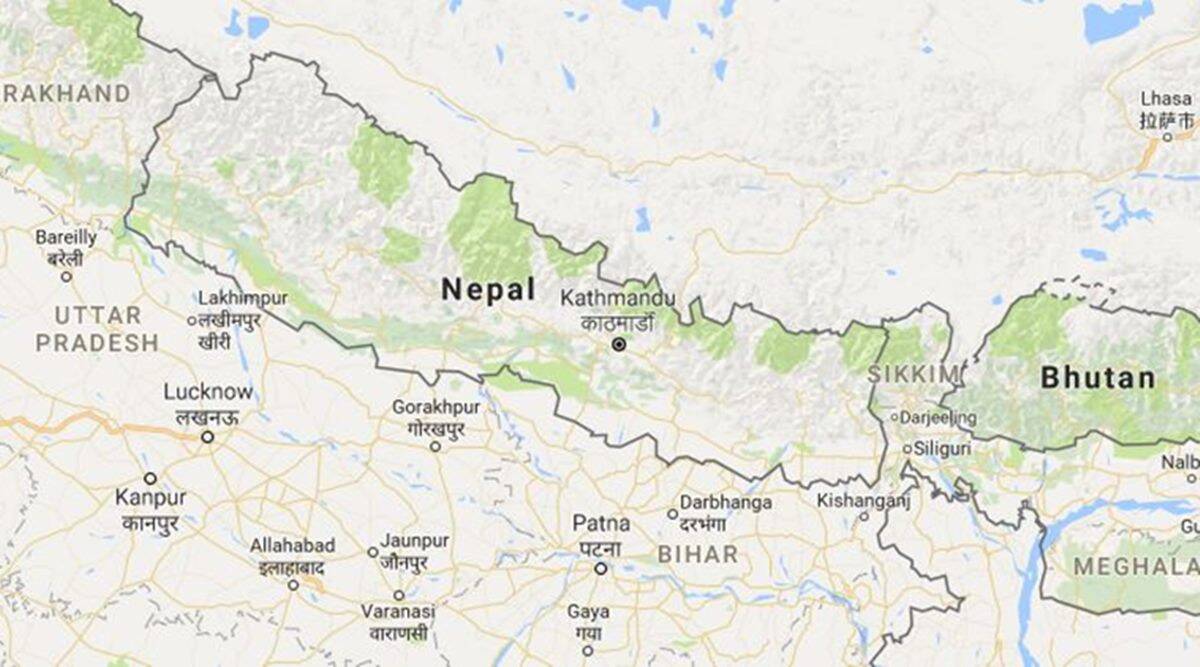 Lhasa
拉萨市
RAKHAND
Bareilly
बरेली
Nepal
Kathmandu
काठमाडौं
Lakhimpur
लखीमपुर
खीरी
UTTAR
PRADESH
SIKKIM
Bhutan
Lucknow
लखनऊ
Gorakhpur
गोरखपुर
Darjeeling
Siliguri
Nalb
Kanpur
कानपुर
Darbhanga
दरभंगा
Kishanganj
Patna
पटना
Gu
BIHAR
MEGHALA
Allahabad
इलाहाबाद
Jaunpur
जौनपुर
Varanasi
वाराणसी
Gaya
गया